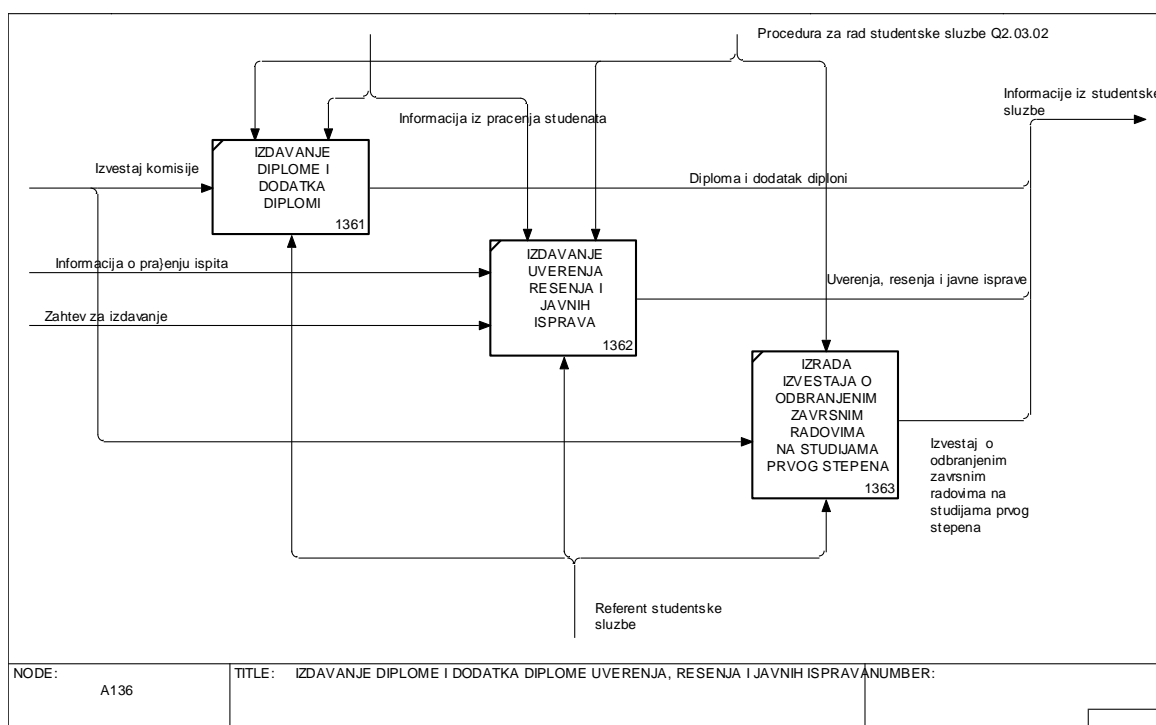 Procedura za rad studentske sluzbe Q2.03.02
Informacije iz studentske
sluzbe
Informacija iz pracenja studenata
Izvestaj komisije
IZDAVANJE
DIPLOME I
DODATKA
DIPLOMI
1361
Diploma i dodatak diploni
Informacija o pra}enju ispita
Zahtev za izdavanje
IZDAVANJE
UVERENJA
RESENJA I
JAVNIH
ISPRAVA
1362
Uverenja, resenja i javne isprave
IZRADA
IZVESTAJA O
ODBRANJENIM
ZAVRSNIM
RADOVIMA
NA STUDIJAMA
PRVOG STEPENA
1363
Izvestaj o
odbranjenim
zavrsnim
radovima na
studijama prvog
stepena
Referent studentske
sluzbe
NODE:
A136
TITLE: IZDAVANJE DIPLOME I DODATKA DIPLOME UVERENJA, RESENJA I JAVNIH ISPRAVA
NUMBER: